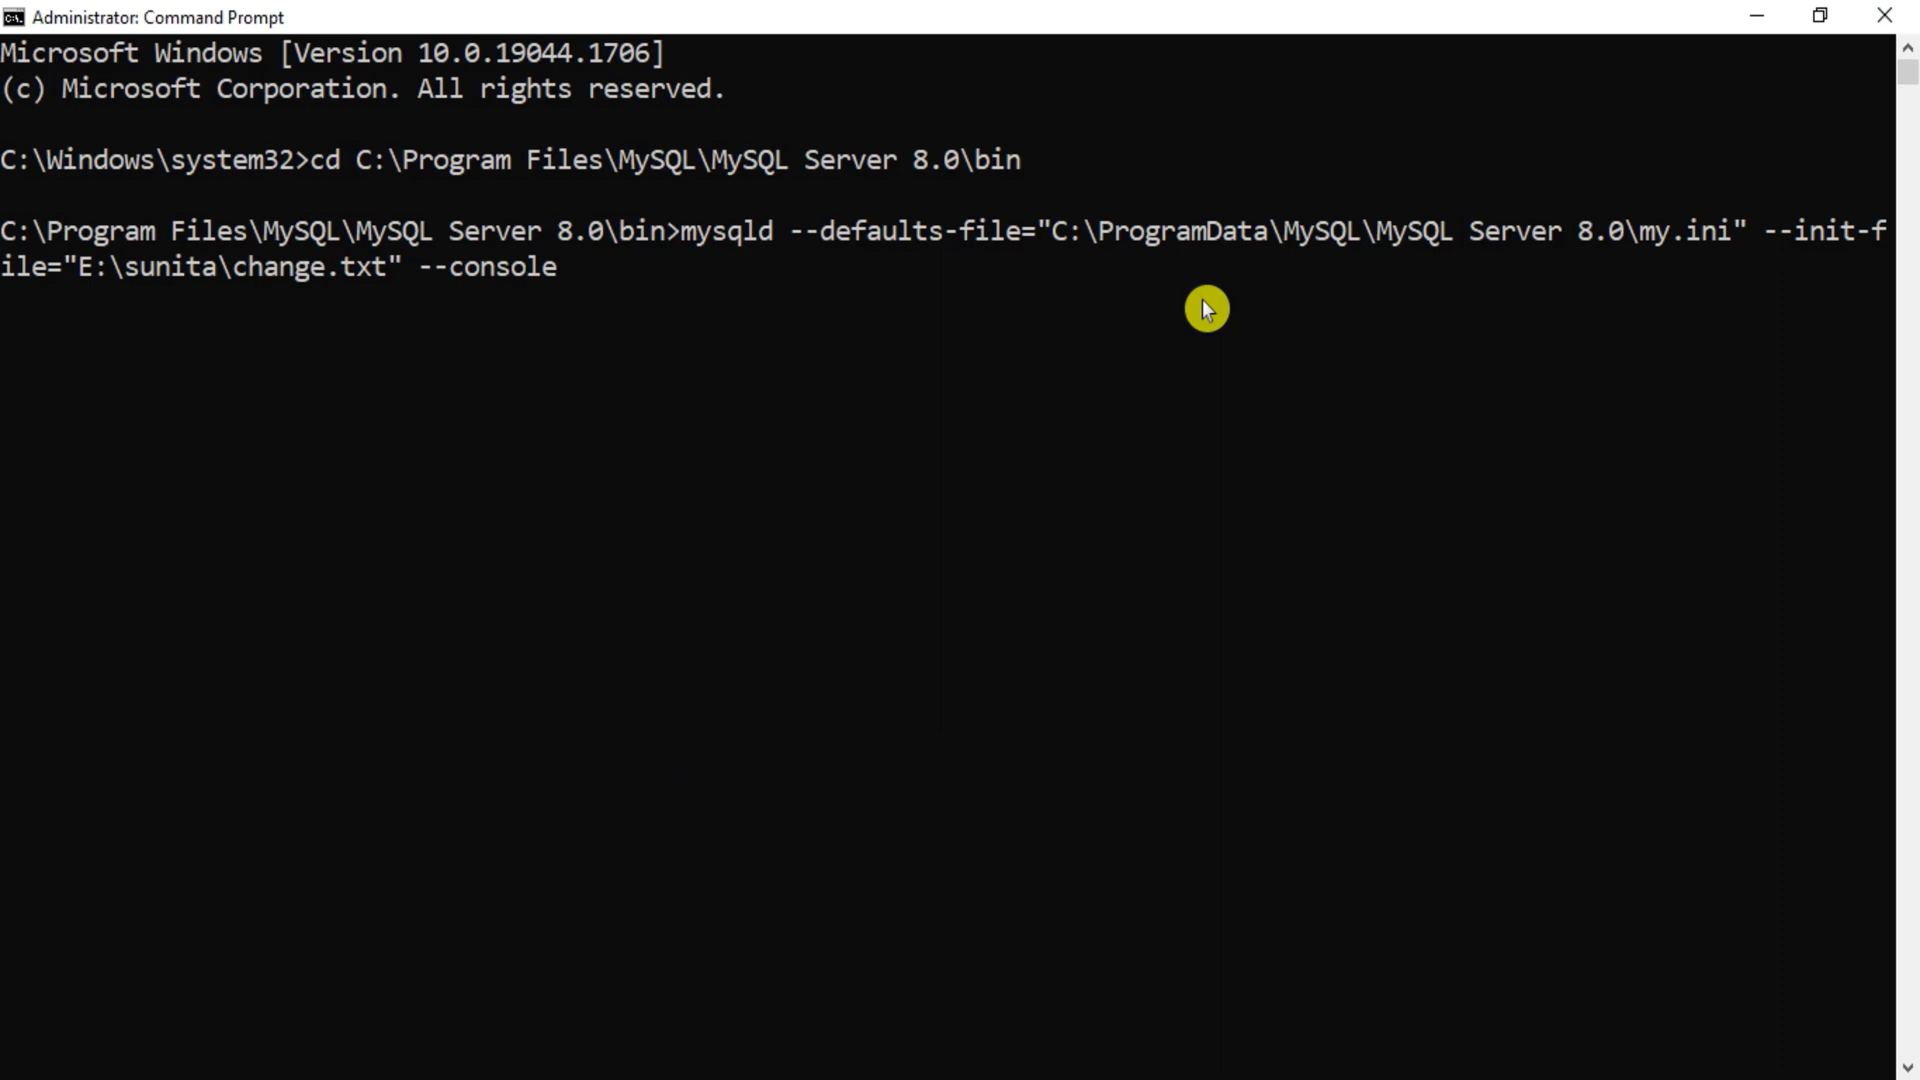 Administrator: Command Prompt
Microsoft Windows [Version 10.0.19044.1706]
(c) Microsoft Corporation. All rights reserved.
C:\Windows\system32>cd C:\Program Files\MySQL\MySQL Server 8.0\bin
C:\Program Files\MySQL\MySQL Server 8.0\bin>mysqld --defaults-file="C:\ProgramData\MySQL\MySQL Server 8.0\my.ini" --init-f
ile="E:\sunita\change.txt" --console